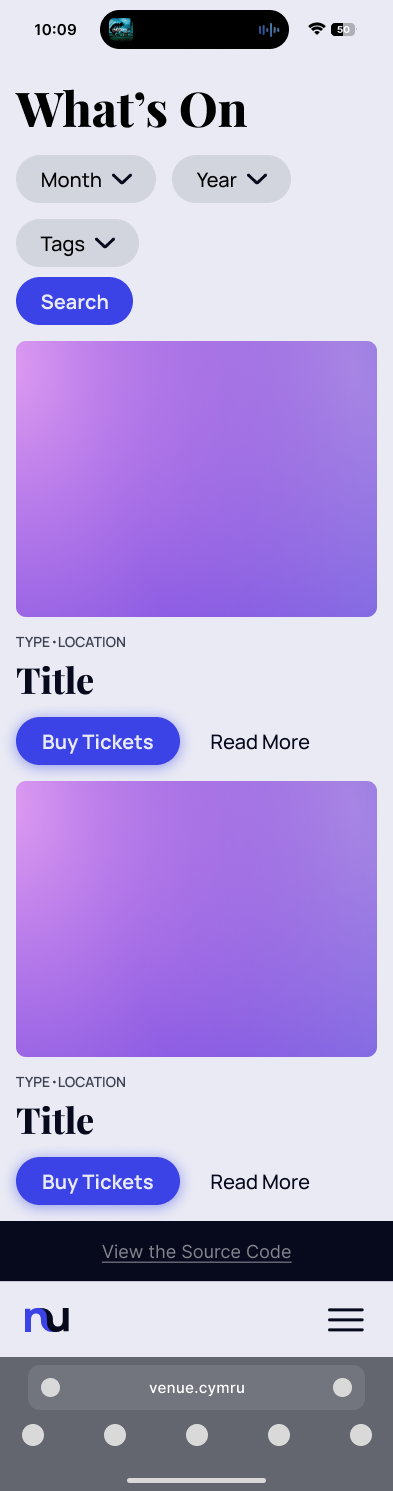 10:09
50
What's On
Month
Year
Tags
Search
TYPE•LOCATION
Title
Buy Tickets
Read More
TYPE•LOCATION
Title
Buy Tickets
Read More
View the Source Code
nu
venue.cymru